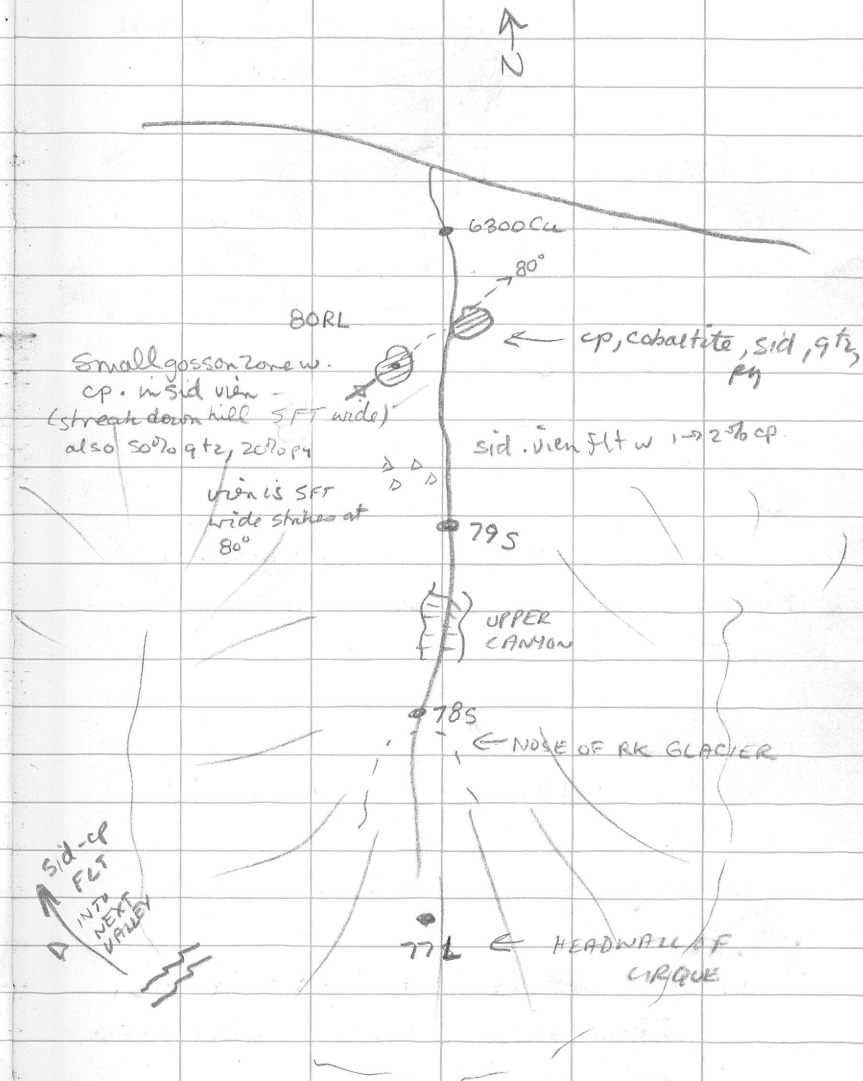 N
6300Cu
80°
80RL
← cp, cobaltite, sid, qtz,
py
Small gosson zone w.
cp. in sid vien -
(streak down hill 5FT wide)
also 50% qtz, 20% py
sid. vien flt w 1→2% cp
vien is 5FT
wide strikes at
80°
79S
UPPER
CANYON
78S
← NOSE OF RK GLACIER
sid-cp
FLT
INTO
NEXT
VALLEY
77L ← HEADWALL OF
CIRQUE